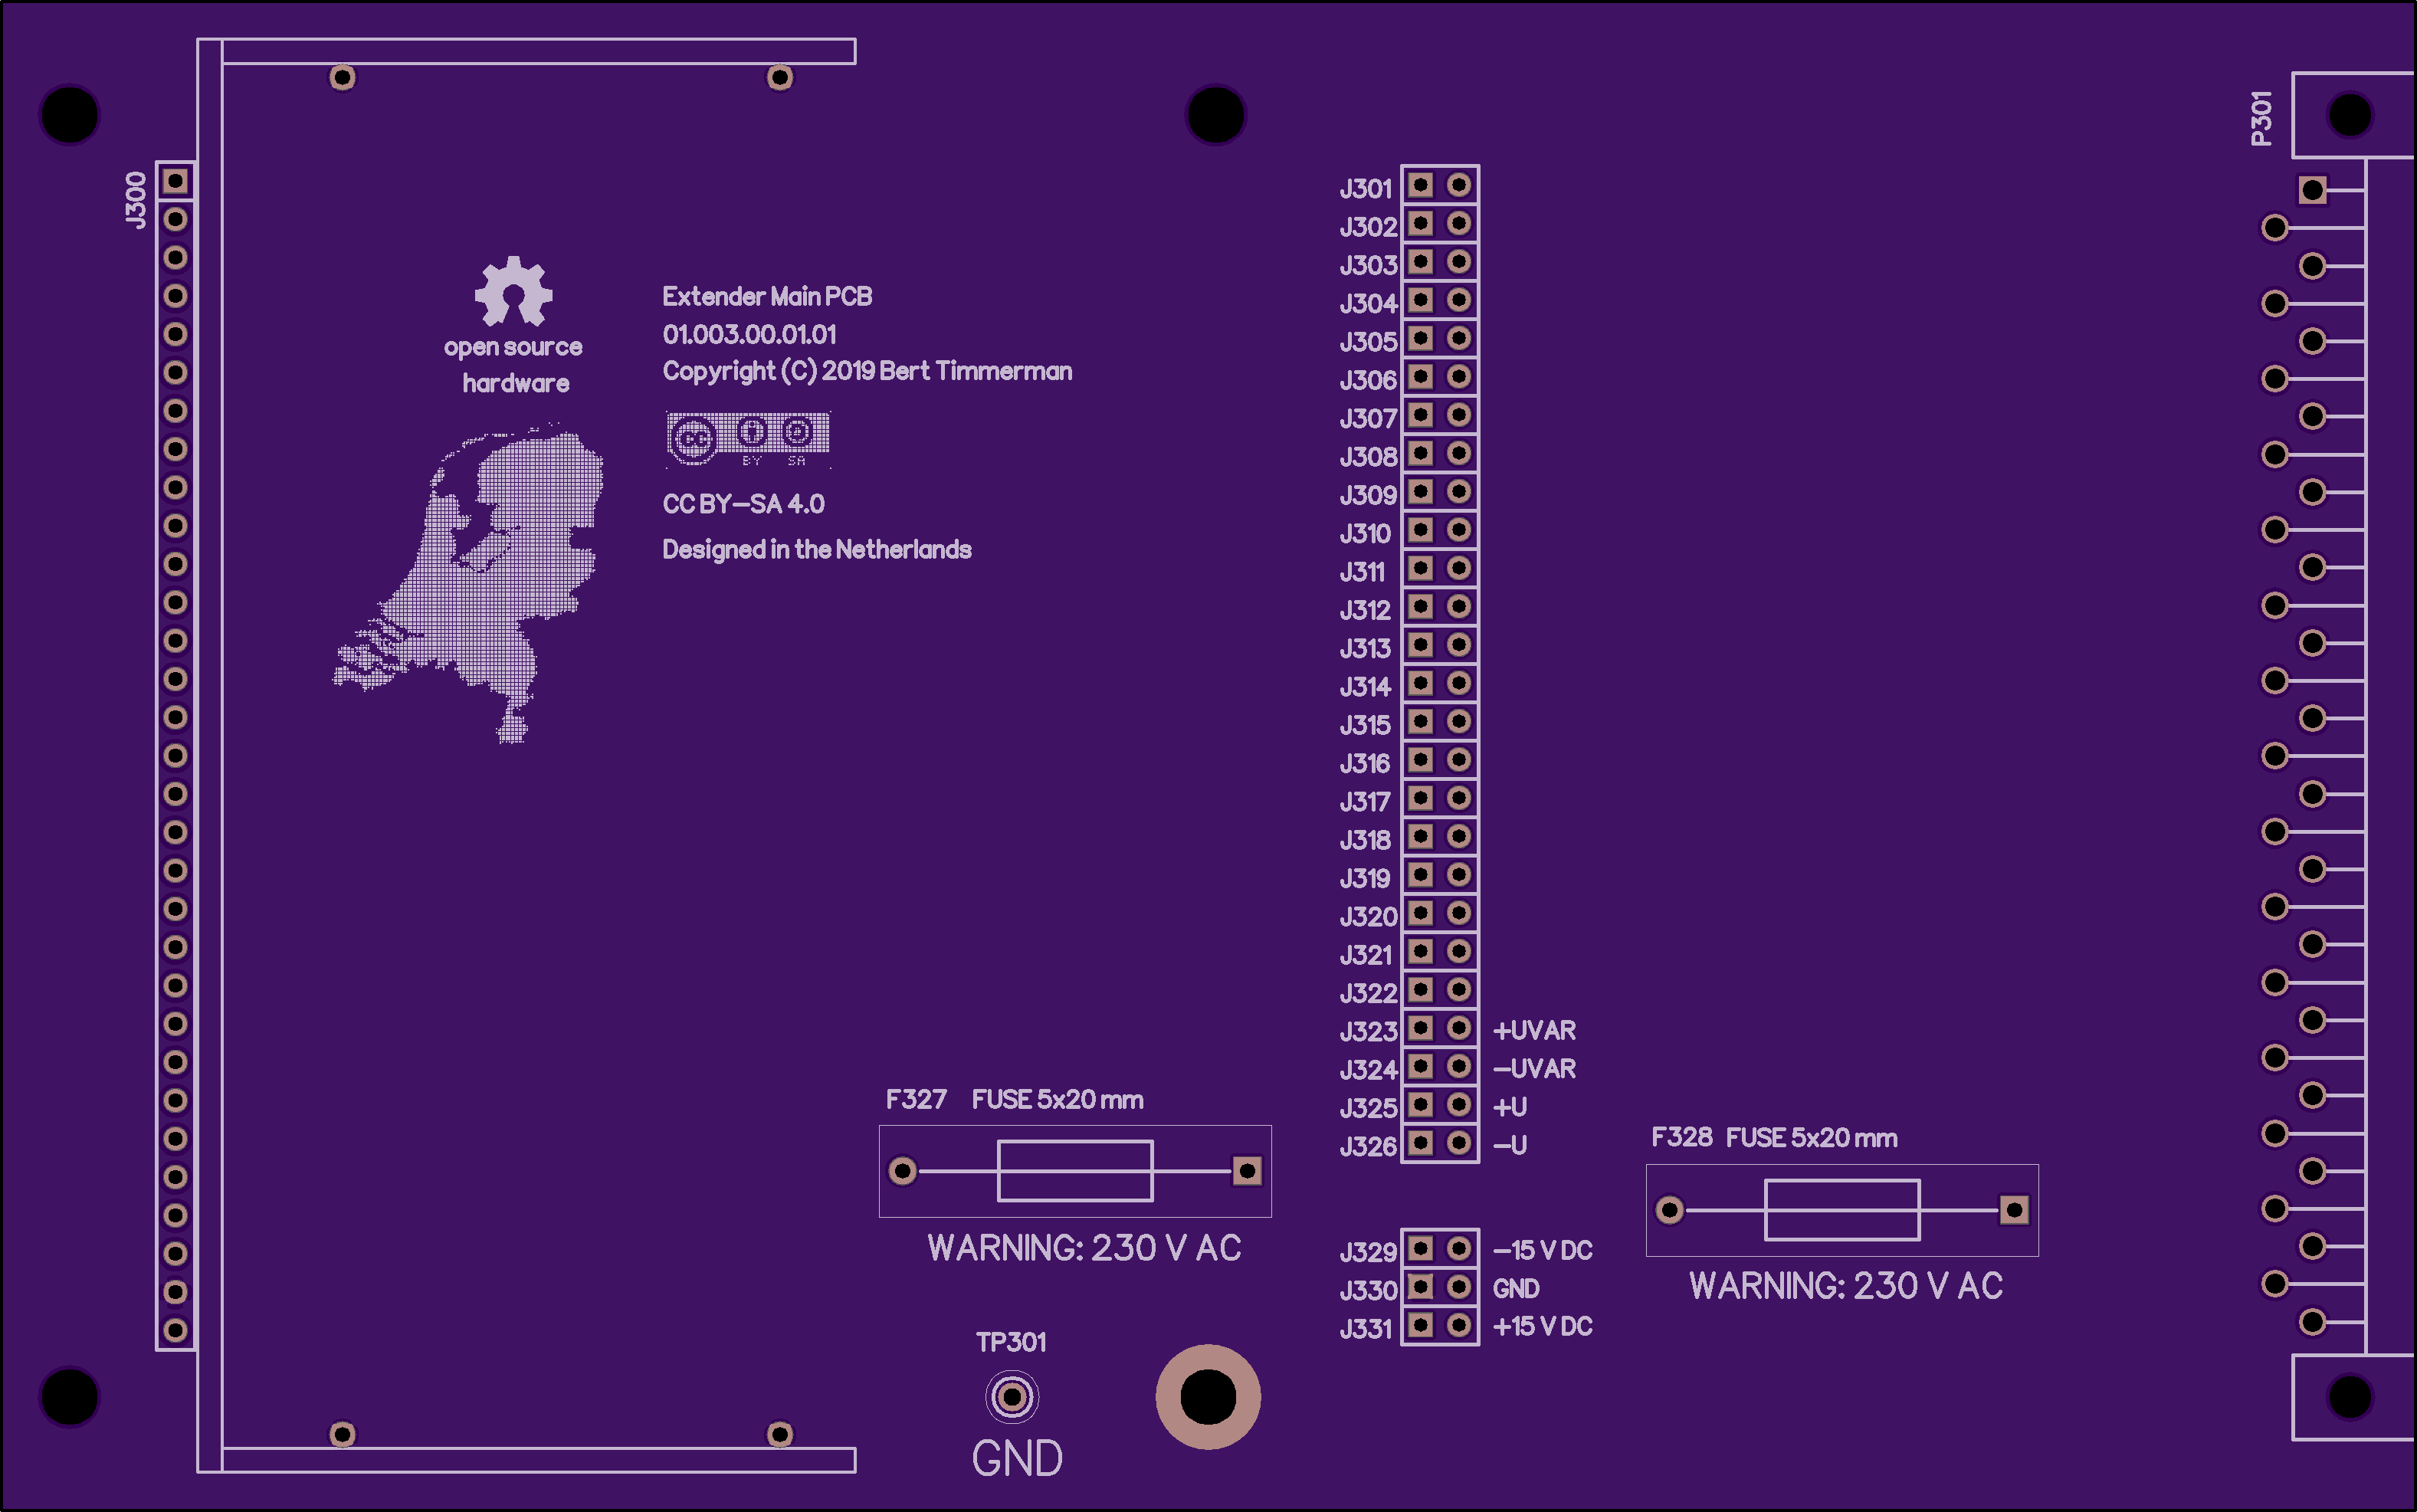 P301
J300
open source
hardware
Extender Main PCB
01.003.00.01.01
Copyright (C) 2019 Bert Timmerman
CC
BY SA
CC BY-SA 4.0
Designed in the Netherlands
J301
J302
J303
J304
J305
J306
J307
J308
J309
J310
J311
J312
J313
J314
J315
J316
J317
J318
J319
J320
J321
J322
J323 +UVAR
J324 -UVAR
J325 +U
J326 -U
F327 FUSE 5x20 mm
WARNING: 230 V AC
F328 FUSE 5x20 mm
WARNING: 230 V AC
J329 -15 V DC
J330 GND
J331 +15 V DC
TP301
GND